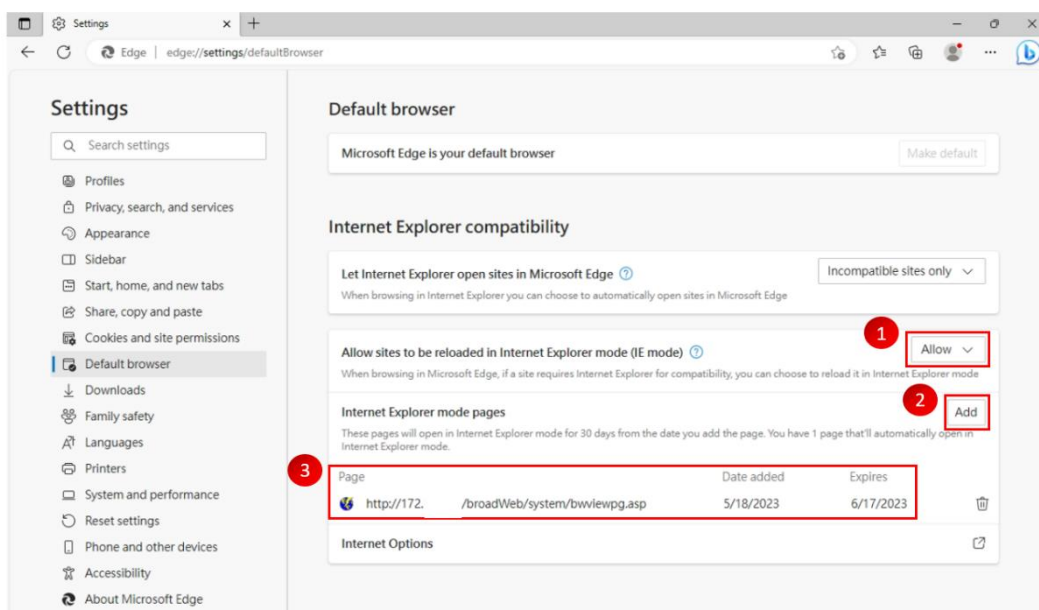 Settings
Edge | edge://settings/defaultBrowser
Settings
Search settings
Profiles
Privacy, search, and services
Appearance
Sidebar
Start, home, and new tabs
Share, copy and paste
Cookies and site permissions
Default browser
Downloads
Family safety
Languages
Printers
System and performance
Reset settings
Phone and other devices
Accessibility
About Microsoft Edge
Default browser
Microsoft Edge is your default browser
Make default
Internet Explorer compatibility
Let Internet Explorer open sites in Microsoft Edge
Incompatible sites only
When browsing in Internet Explorer you can choose to automatically open sites in Microsoft Edge
1
Allow sites to be reloaded in Internet Explorer mode (IE mode)
Allow
When browsing in Microsoft Edge, if a site requires Internet Explorer for compatibility, you can choose to reload it in Internet Explorer mode
2
Internet Explorer mode pages
Add
These pages will open in Internet Explorer mode for 30 days from the date you add the page. You have 1 page that'll automatically open in
Internet Explorer mode.
3
Page Date added Expires
http://172. /broadWeb/system/bwviewpg.asp 5/18/2023 6/17/2023
Internet Options